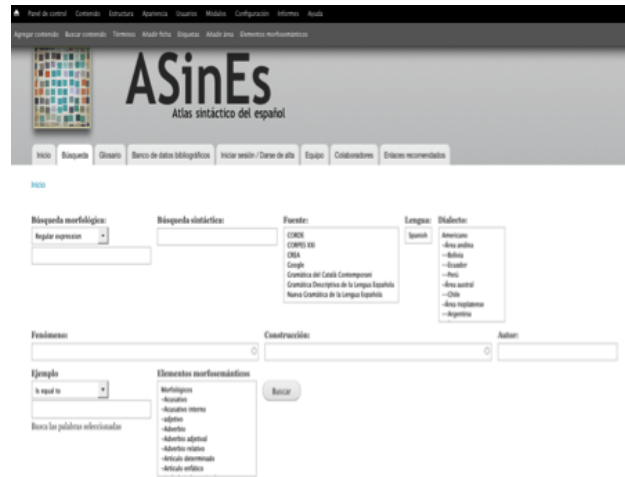 Panel de control Contenido Estructura Apariencia Usuarios Módulos Configuración Informes Ayuda
Agregar contenido Buscar contenido Términos Añadir ficha Etiquetas Añadir área Elementos morfosemánticos
ASinEs
Atlas sintáctico del español
Inicio Búsqueda Glosario Banco de datos bibliográficos Iniciar sesión / Darse de alta Equipo Colaboradores Enlaces recomendados
Inicio
Búsqueda morfológica: Búsqueda sintáctica: Fuente: Lengua: Dialecto:
Regular expression
CORDE
CORPES XXI
CREA
Google
Gramática del Català Contemporani
Gramática Descriptiva de la Lengua Española
Nueva Gramática de la Lengua Española
Spanish
Americano
-Área andina
--Bolivia
--Ecuador
--Perú
-Área austral
--Chile
-Área rioplatense
--Argentina
Fenómeno: Construcción: Autor:
Ejemplo Elementos morfosemánticos
Is equal to
Busca las palabras seleccionadas
Morfológicos
-Acusativo
-Acusativo interno
-adjetivo
-Adverbio
-Adverbio adjetival
-Adverbio relativo
-Artículo determinado
-Artículo enfático
Buscar